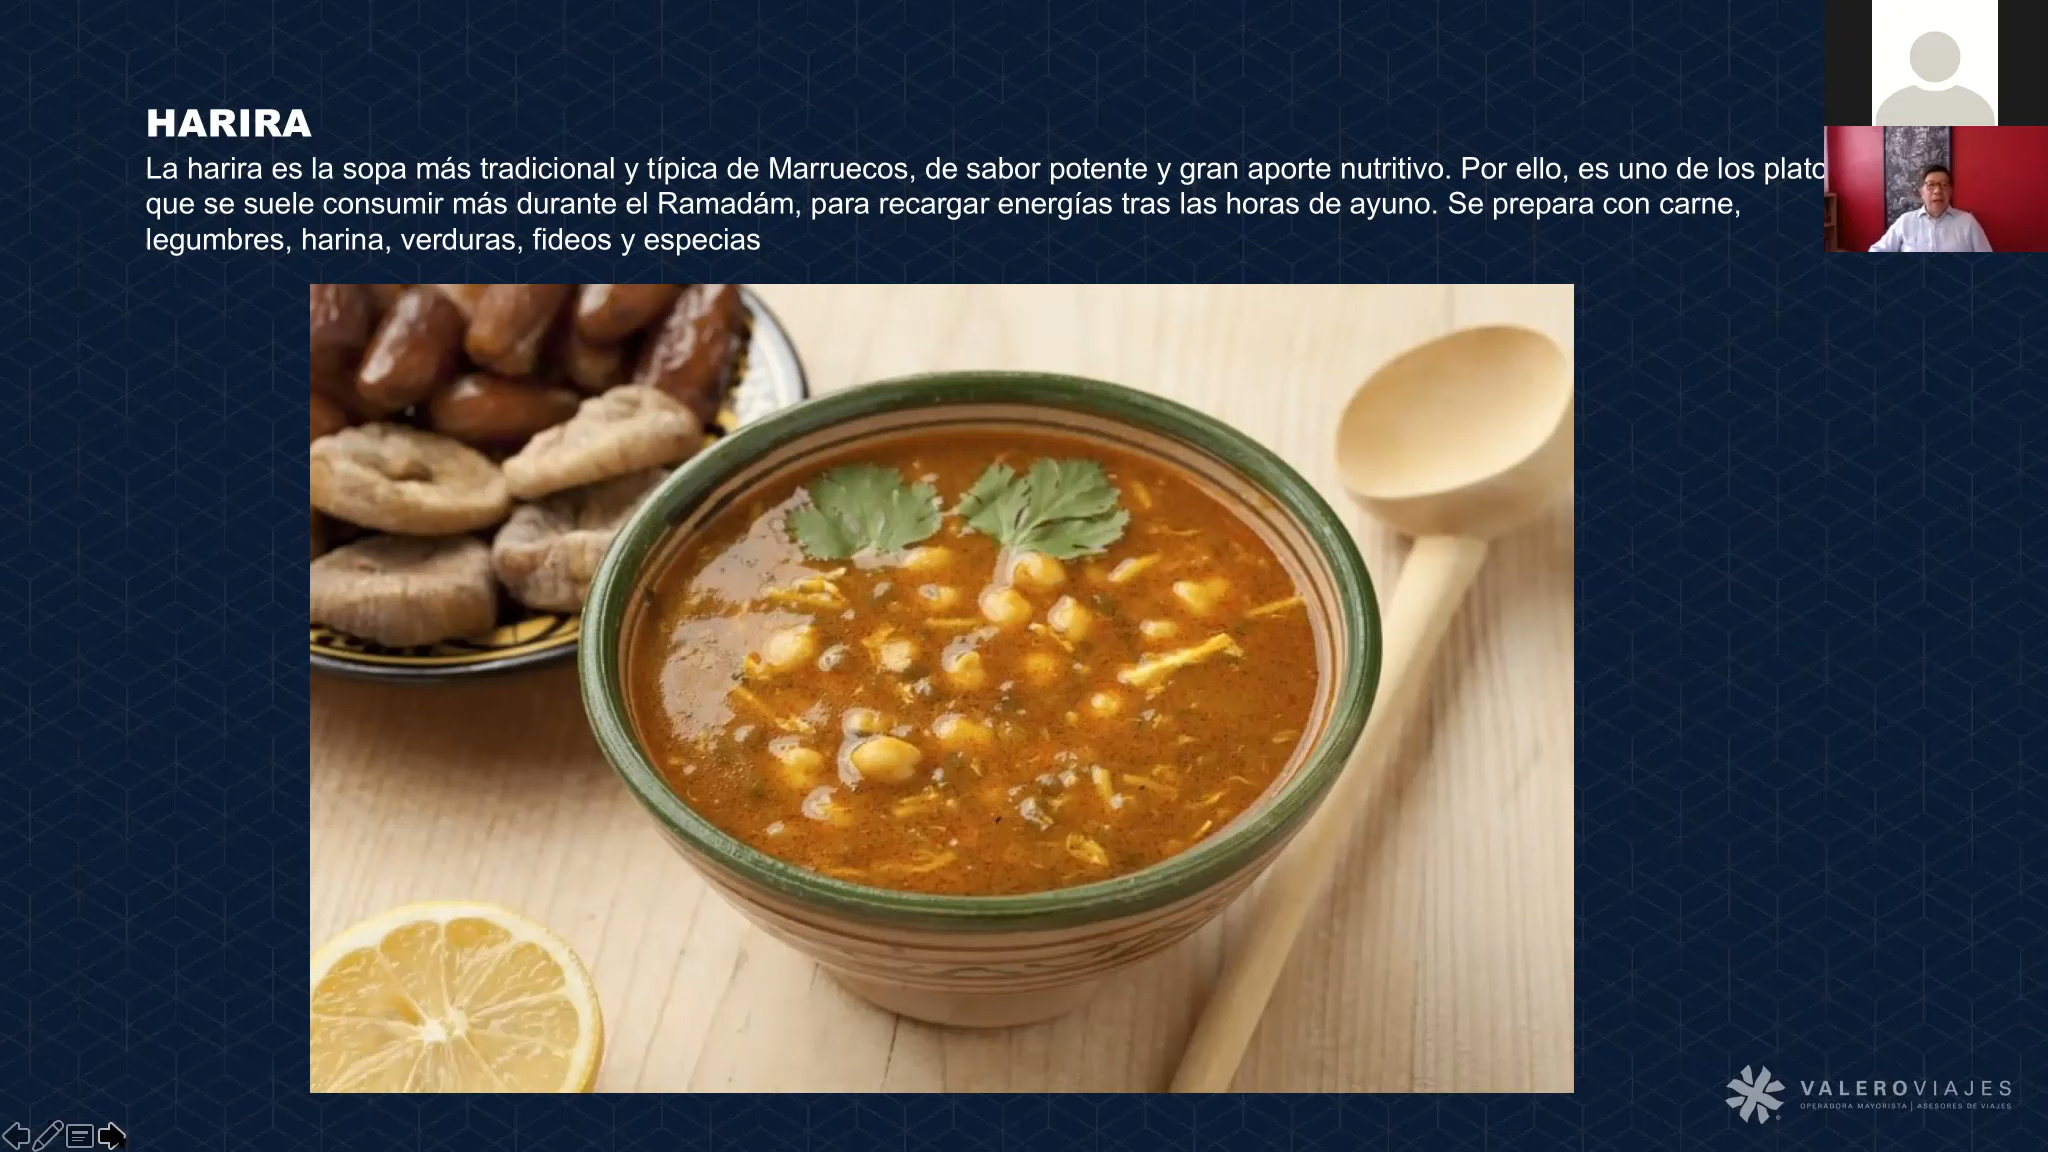 HARIRA
La harira es la sopa más tradicional y típica de Marruecos, de sabor potente y gran aporte nutritivo. Por ello, es uno de los plato
que se suele consumir más durante el Ramadám, para recargar energías tras las horas de ayuno. Se prepara con carne,
legumbres, harina, verduras, fideos y especias
VALEROVIAJES
OPERADORA MAYORISTA | ASESORES DE VIAJES